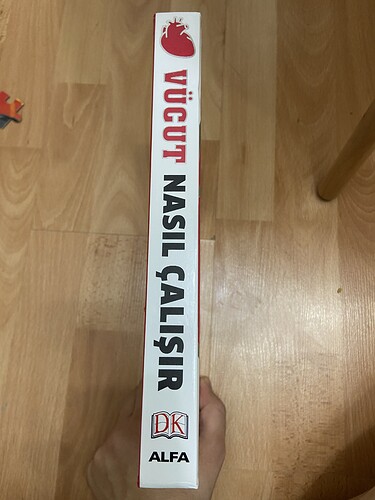 VÜCUT NASIL ÇALIŞIR
DK
ALFA